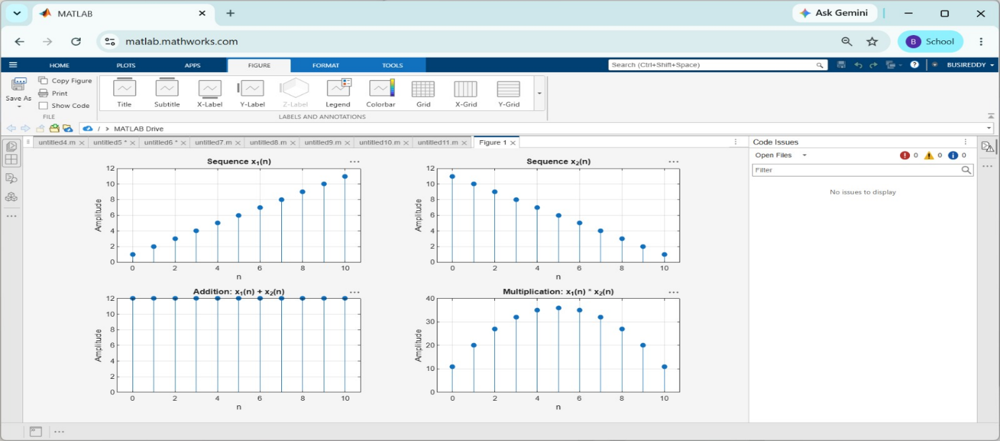 MATLAB
Ask Gemini
matlab.mathworks.com
B School
HOME PLOTS APPS FIGURE FORMAT TOOLS Search (Ctrl+Shift+Space) ? BUSIREDDY
Save As
Copy Figure
Print
Show Code
FILE
Title Subtitle X-Label Y-Label Z-Label Legend Colorbar Grid X-Grid Y-Grid
LABELS AND ANNOTATIONS
/ > MATLAB Drive
untitled4.m × untitled5 * × untitled6 * × untitled7.m × untitled8.m × untitled9.m × untitled10.m × untitled11.m × Figure 1 ×
Code Issues
Open Files 0 0 0
Filter
No issues to display
Sequence x₁(n)
Amplitude
12
10
8
6
4
2
0
0 2 4 6 8 10
n
Sequence x₂(n)
Amplitude
12
10
8
6
4
2
0
0 2 4 6 8 10
n
Addition: x₁(n) + x₂(n)
Amplitude
12
10
8
6
4
2
0
0 2 4 6 8 10
n
Multiplication: x₁(n) * x₂(n)
Amplitude
40
30
20
10
0
0 2 4 6 8 10
n